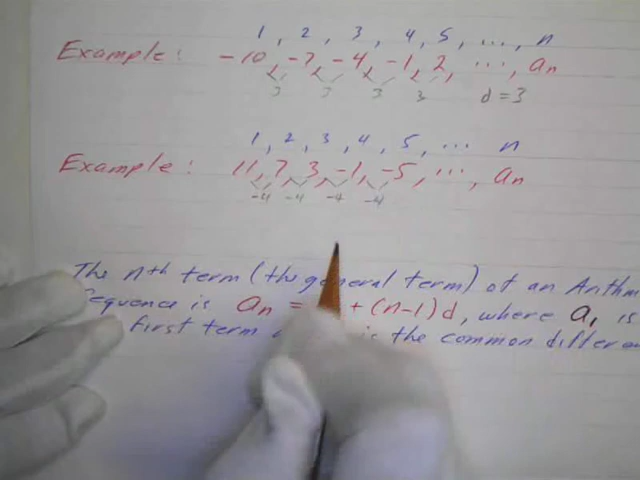 1, 2, 3, 4, 5, ..., n
Example: -10, -7, -4, -1, 2, ..., an
3 3 3 3 d = 3
1, 2, 3, 4, 5, ... n
Example: 11, 7, 3, -1, -5, ..., an
-4 -4 -4 -4
The nth term (the general term) of an Arithm
Sequence is an = + (n-1)d, where a1 is
first term is the common differen